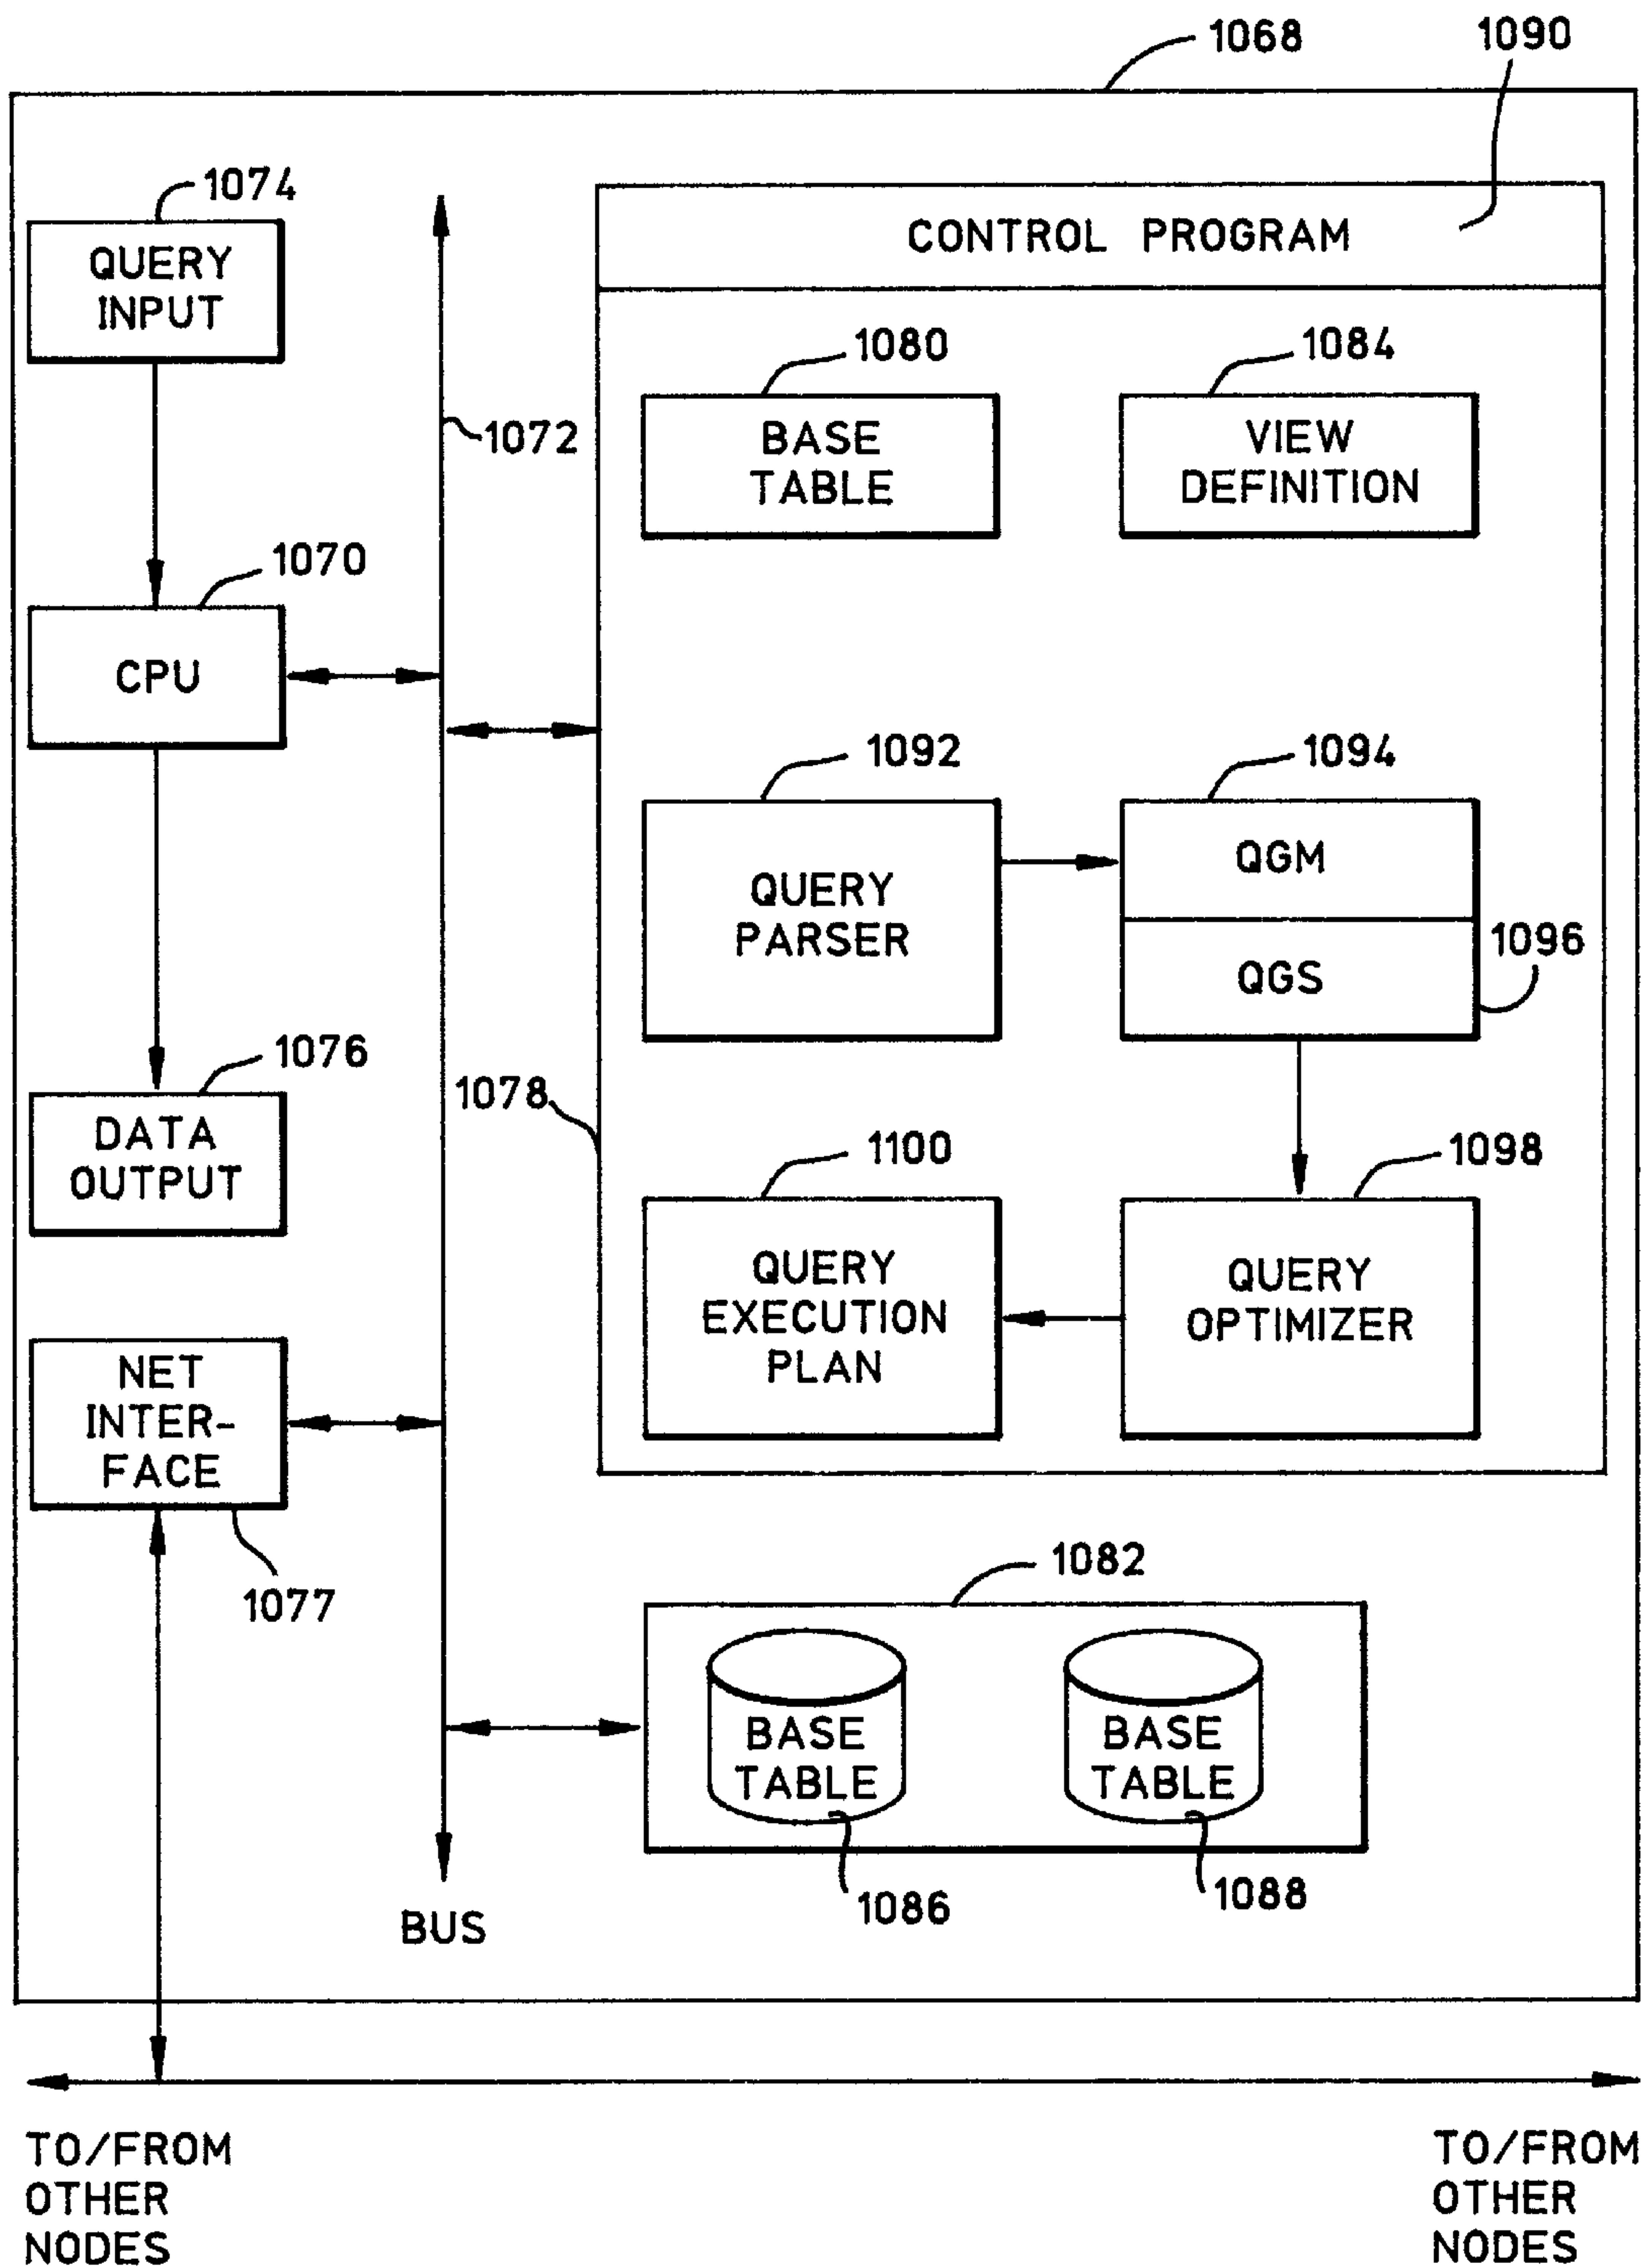 1068
1090
1074
QUERY
INPUT
CONTROL PROGRAM
1080
BASE
TABLE
1084
VIEW
DEFINITION
1072
1070
CPU
1092
QUERY
PARSER
1094
QGM
QGS
1096
1076
DATA
OUTPUT
1078
1100
QUERY
EXECUTION
PLAN
1098
QUERY
OPTIMIZER
NET
INTER-
FACE
1077
1082
BASE
TABLE
BASE
TABLE
1086
1088
BUS
TO/FROM
OTHER
NODES
TO/FROM
OTHER
NODES